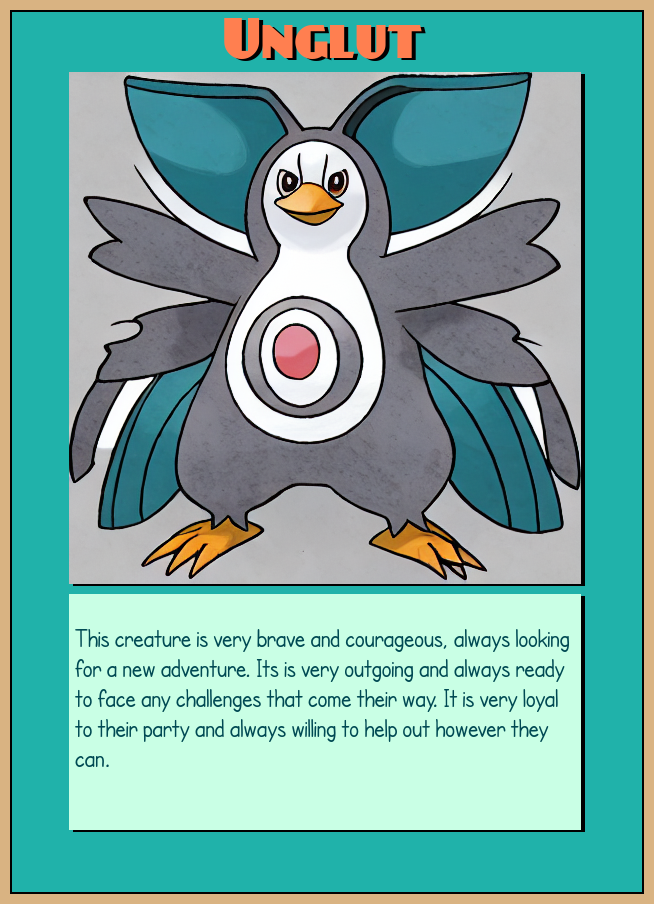 Unglut
This creature is very brave and courageous, always looking
for a new adventure. Its is very outgoing and always ready
to face any challenges that come their way. It is very loyal
to their party and always willing to help out however they
can.